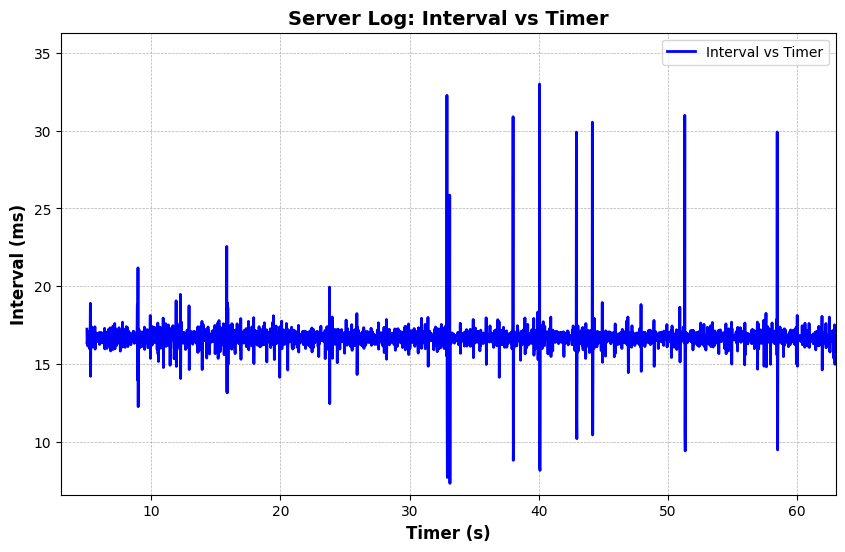 Server Log: Interval vs Timer
Interval vs Timer
Interval (ms)
35
30
25
20
15
10
10 20 30 40 50 60
Timer (s)